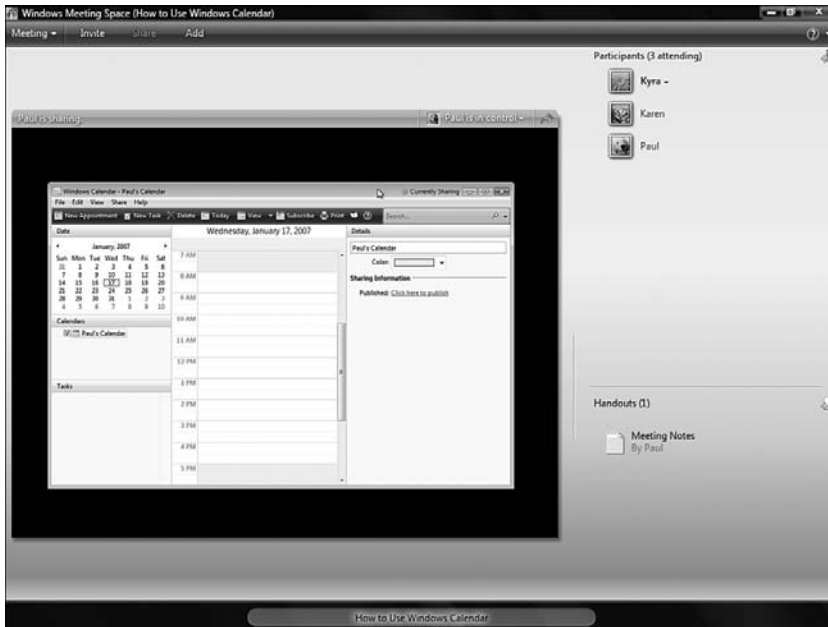 Windows Meeting Space (How to Use Windows Calendar)
Meeting Invite Share Add
Participants (3 attending)
Kyra
Karen
Paul
Paul is sharing.
Paul is in control
Windows Calendar - Paul's Calendar
Currently Sharing
File Edit View Share Help
New Appointment New Task Delete Today View Subscribe Print Search...
Date
Wednesday, January 17, 2007
Details
January, 2007
Sun Mon Tue Wed Thu Fri Sat
31 1 2 3 4 5 6
7 8 9 10 11 12 13
14 15 16 17 18 19 20
21 22 23 24 25 26 27
28 29 30 31 1 2 3
4 5 6 7 8 9 10
Calendars
Paul's Calendar
Tasks
7 AM
8 AM
9 AM
10 AM
11 AM
12 PM
1 PM
2 PM
3 PM
4 PM
5 PM
Paul's Calendar
Color:
Sharing Information
Published: Click here to publish
Handouts (1)
Meeting Notes
By Paul
How to Use Windows Calendar